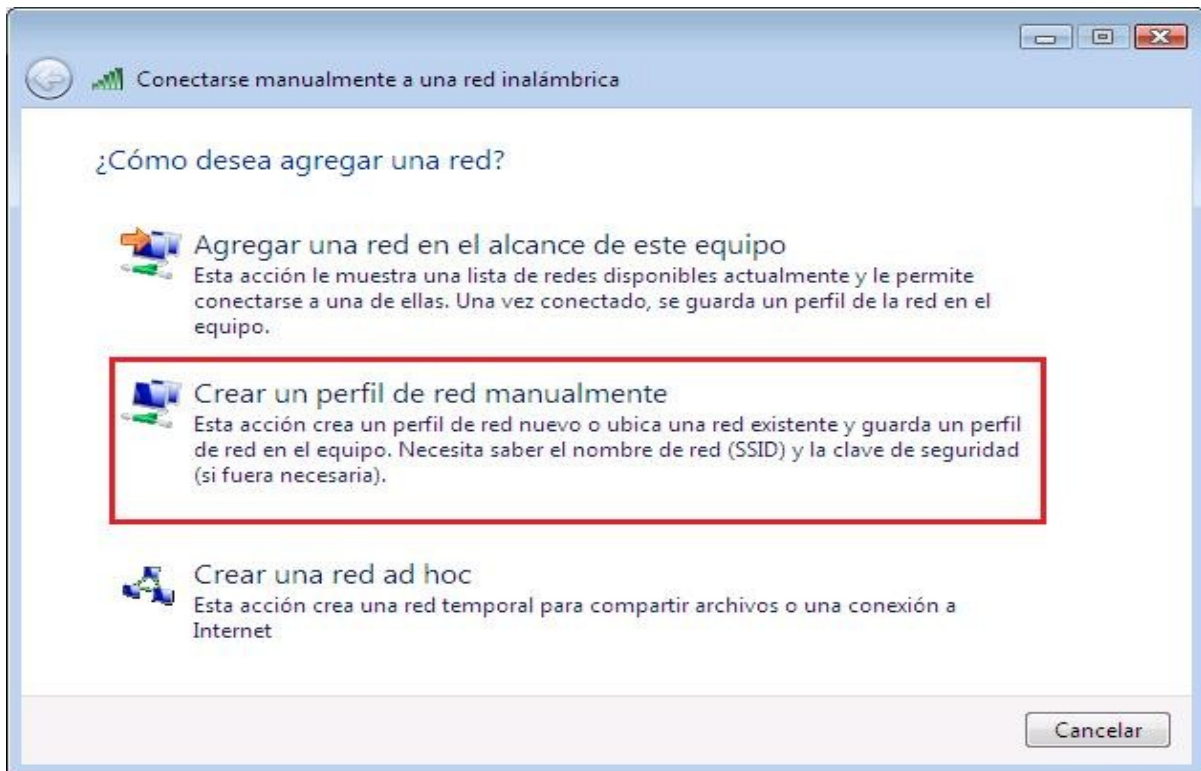 Conectarse manualmente a una red inalámbrica
¿Cómo desea agregar una red?
Agregar una red en el alcance de este equipo
Esta acción le muestra una lista de redes disponibles actualmente y le permite
conectarse a una de ellas. Una vez conectado, se guarda un perfil de la red en el
equipo.
Crear un perfil de red manualmente
Esta acción crea un perfil de red nuevo o ubica una red existente y guarda un perfil
de red en el equipo. Necesita saber el nombre de red (SSID) y la clave de seguridad
(si fuera necesaria).
Crear una red ad hoc
Esta acción crea una red temporal para compartir archivos o una conexión a
Internet
Cancelar